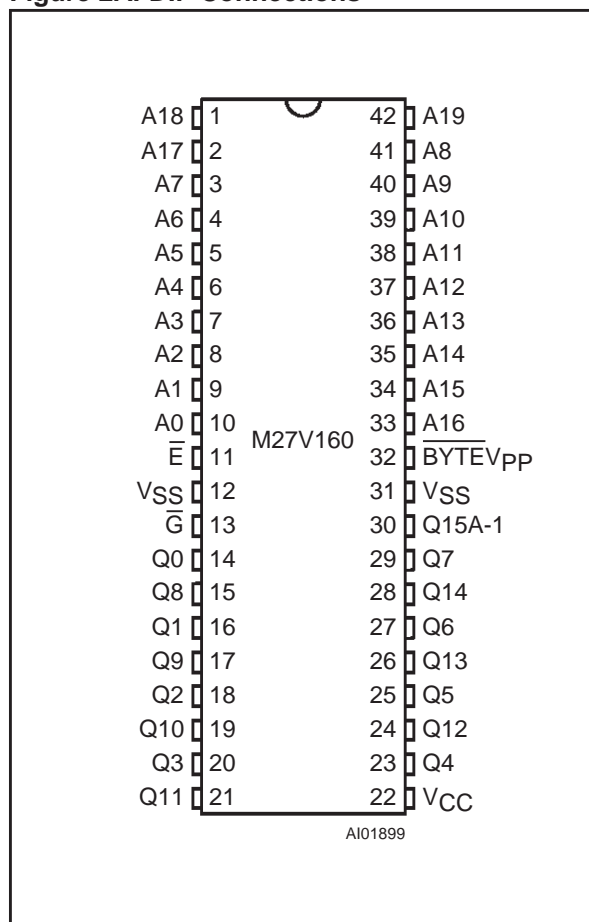 Figure 2A. DIP Connections
A18 1 42 A19
A17 2 41 A8
A7 3 40 A9
A6 4 39 A10
A5 5 38 A11
A4 6 37 A12
A3 7 36 A13
A2 8 35 A14
A1 9 34 A15
A0 10 33 A16
M27V160
E̅ 11 32 B̅Y̅T̅E̅VPP
VSS 12 31 VSS
G̅ 13 30 Q15A-1
Q0 14 29 Q7
Q8 15 28 Q14
Q1 16 27 Q6
Q9 17 26 Q13
Q2 18 25 Q5
Q10 19 24 Q12
Q3 20 23 Q4
Q11 21 22 VCC
AI01899